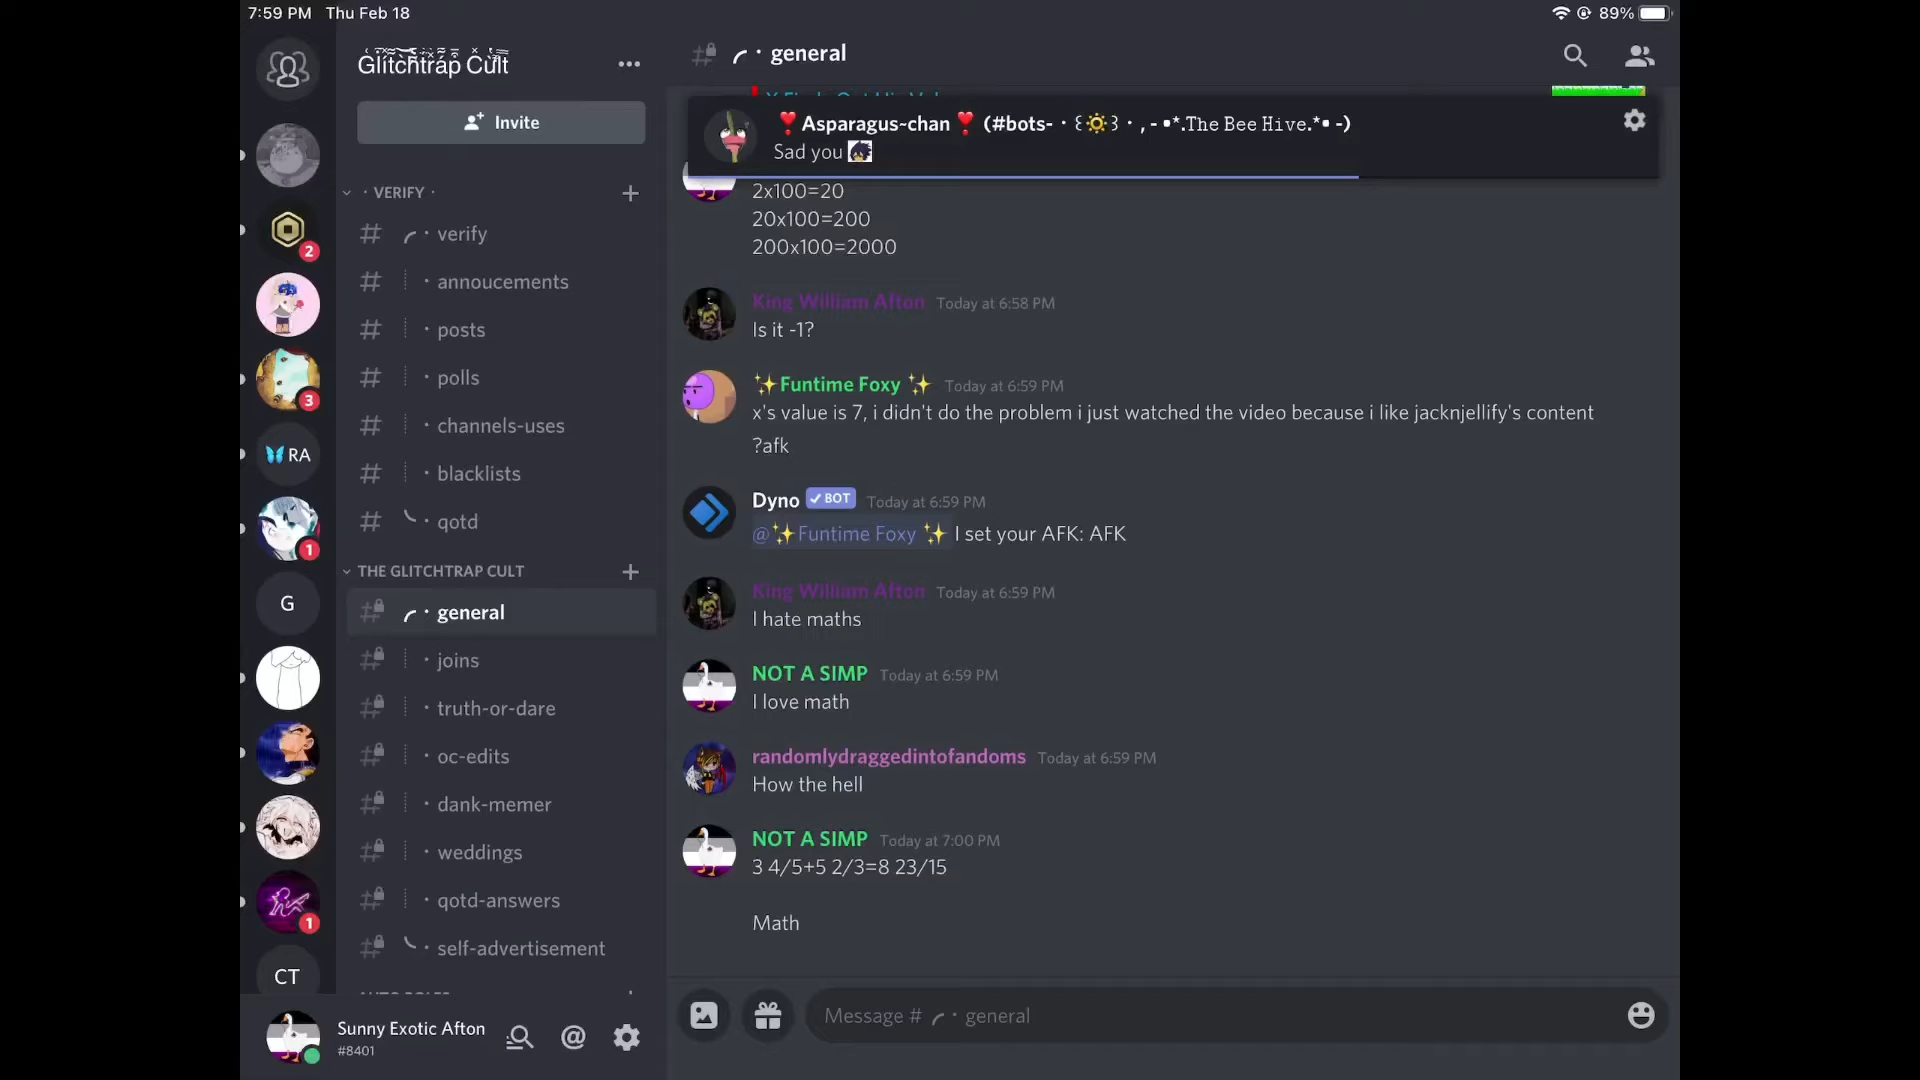 7:59 PM Thu Feb 18
89%
Glitchtrap Cult
Invite
· VERIFY ·
· verify
· annoucements
· posts
· polls
· channels-uses
· blacklists
· qotd
THE GLITCHTRAP CULT
· general
· joins
· truth-or-dare
· oc-edits
· dank-memer
· weddings
· qotd-answers
· self-advertisement
2
3
RA
1
G
1
CT
Sunny Exotic Afton
#8401
· general
❣️Asparagus~chan❣️ (#bots- · ꒰🔅꒱ · , - •*.The Bee Hive.*• -)
Sad you
2x100=20
20x100=200
200x100=2000
King William Afton Today at 6:58 PM
Is it -1?
✨Funtime Foxy ✨ Today at 6:59 PM
x's value is 7, i didn't do the problem i just watched the video because i like jacknjellify's content
?afk
Dyno ✓ BOT Today at 6:59 PM
@✨Funtime Foxy ✨ I set your AFK: AFK
King William Afton Today at 6:59 PM
I hate maths
NOT A SIMP Today at 6:59 PM
I love math
randomlydraggedintofandoms Today at 6:59 PM
How the hell
NOT A SIMP Today at 7:00 PM
3 4/5+5 2/3=8 23/15
Math
Message # · general